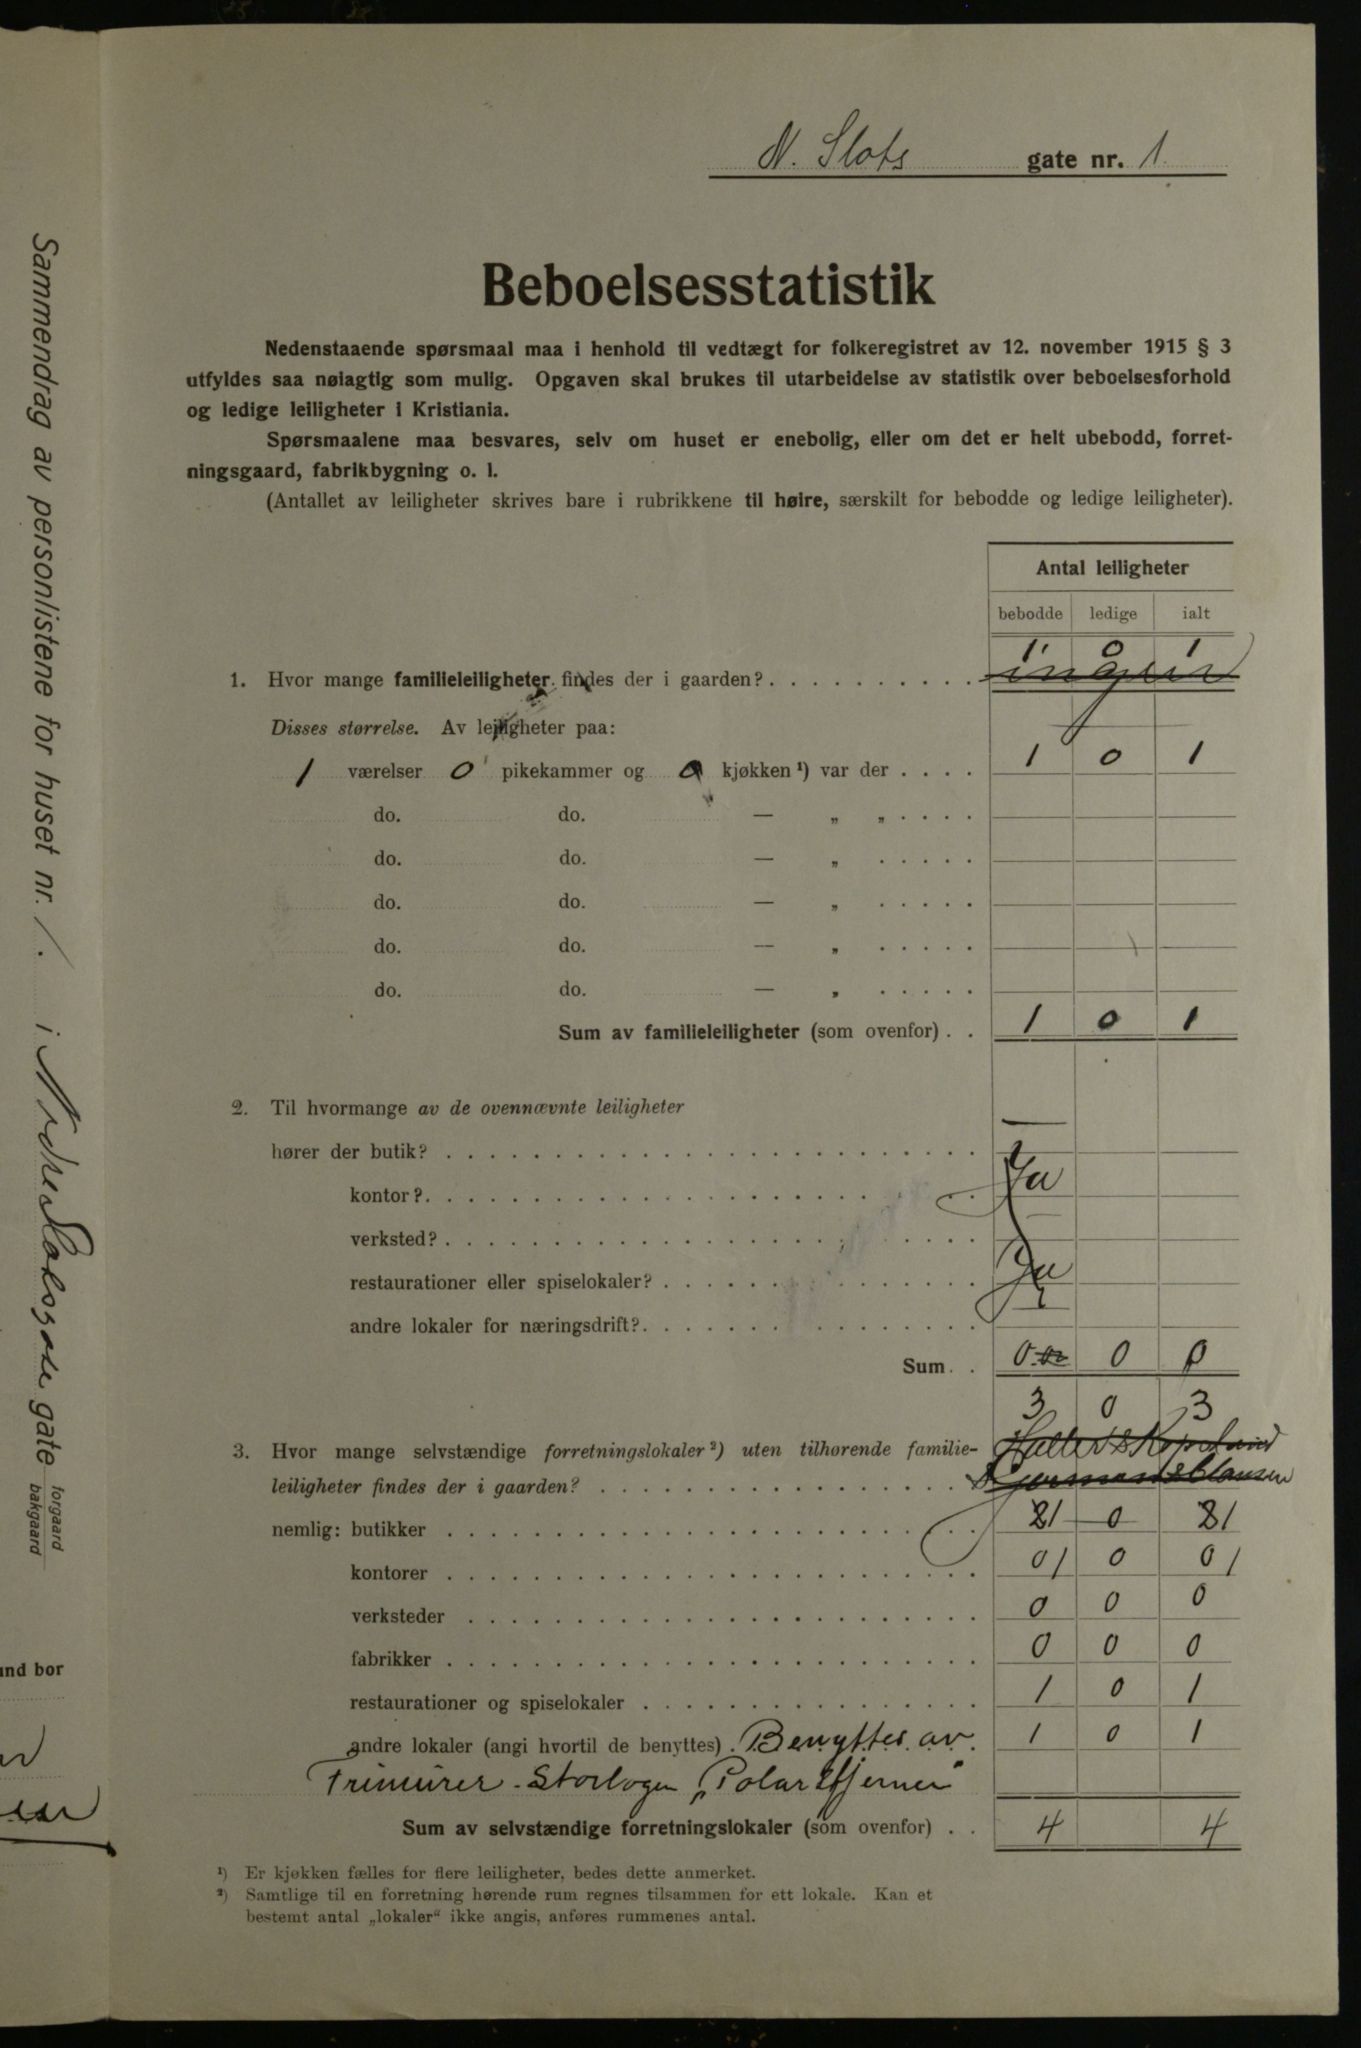 N. Slots gate nr. 1
Beboelsesstatistik
Nedenstaaende spørsmaal maa i henhold til vedtægt for folkeregistret av 12. november 1915 § 3
utfyldes saa nøiagtig som mulig. Opgaven skal brukes til utarbeidelse av statistik over beboelsesforhold
og ledige leiligheter i Kristiania.
Spørsmaalene maa besvares, selv om huset er enebolig, eller om det er helt ubebodd, forret-
ningsgaard, fabrikbygning o. l.
(Antallet av leiligheter skrives bare i rubrikkene til høire, særskilt for bebodde og ledige leiligheter).
Antal leiligheter
bebodde ledige ialt
1 0 1
1. Hvor mange familieleiligheter findes der i gaarden? . . . . . . . . . . ingen
Disses størrelse. Av leiligheter paa:
1 værelser 0 pikekammer og 0 kjøkken ¹) var der . . . . 1 0 1
do. do. — „ „ . . . .
do. do. — „ . . . . .
do. do. — „ . . . . .
do. do. — „ . . . . .
do. do. — „ . . . . .
Sum av familieleiligheter (som ovenfor) . . 1 0 1
2. Til hvormange av de ovennævnte leiligheter
hører der butik? . . . . . . . . . . —
kontor? . . . . . . . . . . Ja
verksted? . . . . . . . . . . —
restaurationer eller spiselokaler? . . . . . . . . . . Ja
andre lokaler for næringsdrift? . . . . . . . . . .
Sum . . 0 0 0
3 0 3
3. Hvor mange selvstændige forretningslokaler ²) uten tilhørende familie-
leiligheter findes der i gaarden? . . . . . . . . . .
nemlig: butikker . . . . . . . . . . 21 0 21
kontorer . . . . . . . . . . 01 0 01
verksteder . . . . . . . . . . 0 0 0
fabrikker . . . . . . . . . . 0 0 0
restaurationer og spiselokaler . . . . . . . . . . 1 0 1
andre lokaler (angi hvortil de benyttes) . Benyttes av 1 0 1
Frimurer-Storlogen „Polarstjernen"
Sum av selvstændige forretningslokaler (som ovenfor) . . 4 4
¹) Er kjøkken fælles for flere leiligheter, bedes dette anmerket.
²) Samtlige til en forretning hørende rum regnes tilsammen for ett lokale. Kan et
bestemt antal „lokaler“ ikke angis, anføres rummenes antal.
Sammendrag av personlistene for huset nr. 1. i Nordre Slotsgate gate forgaard
bakgaard
und bor